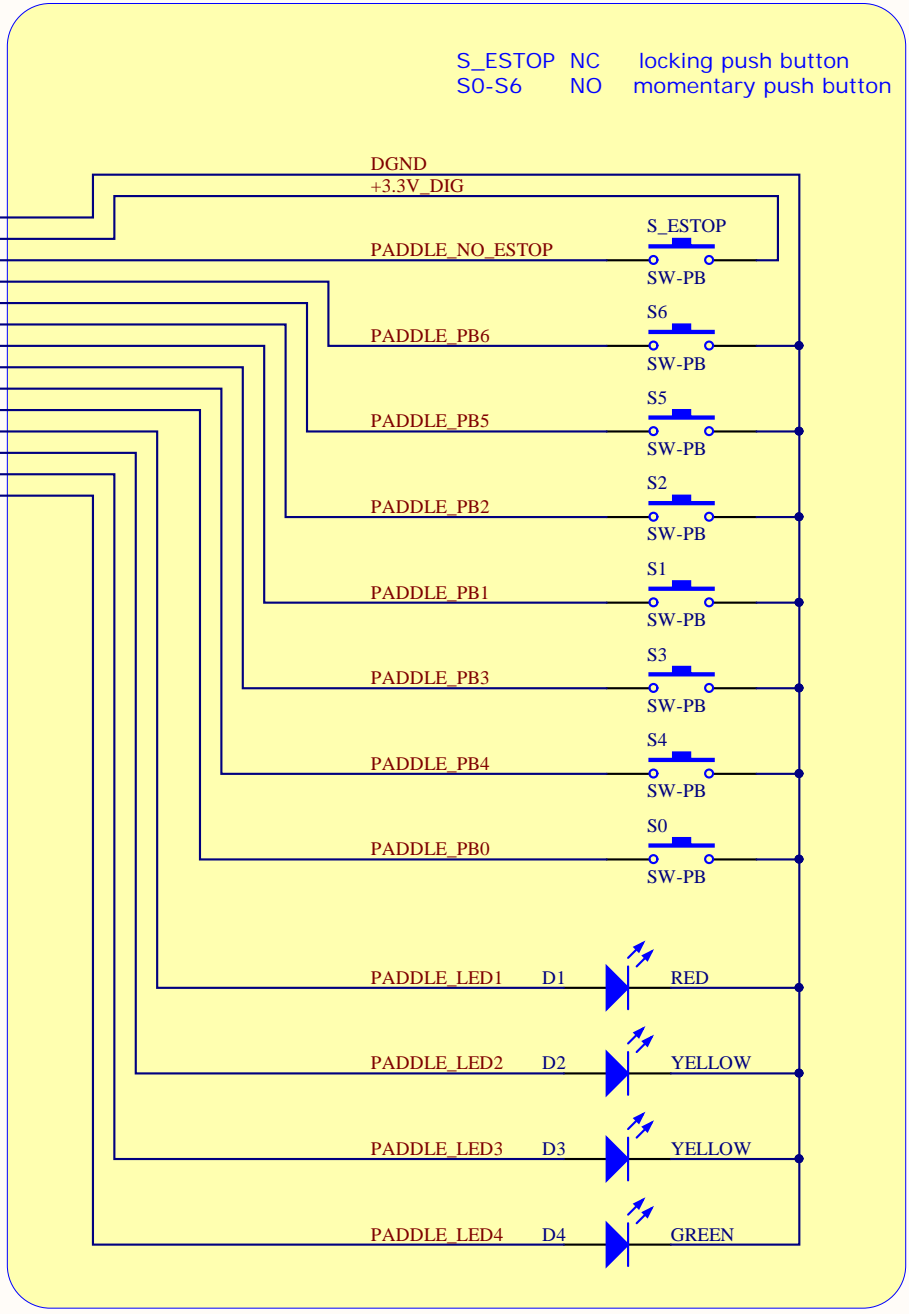 S_ESTOP NC locking push button
S0-S6 NO momentary push button
DGND
+3.3V_DIG
S_ESTOP
PADDLE_NO_ESTOP
SW-PB
S6
PADDLE_PB6
SW-PB
S5
PADDLE_PB5
SW-PB
S2
PADDLE_PB2
SW-PB
S1
PADDLE_PB1
SW-PB
S3
PADDLE_PB3
SW-PB
S4
PADDLE_PB4
SW-PB
S0
PADDLE_PB0
SW-PB
PADDLE_LED1 D1 RED
PADDLE_LED2 D2 YELLOW
PADDLE_LED3 D3 YELLOW
PADDLE_LED4 D4 GREEN